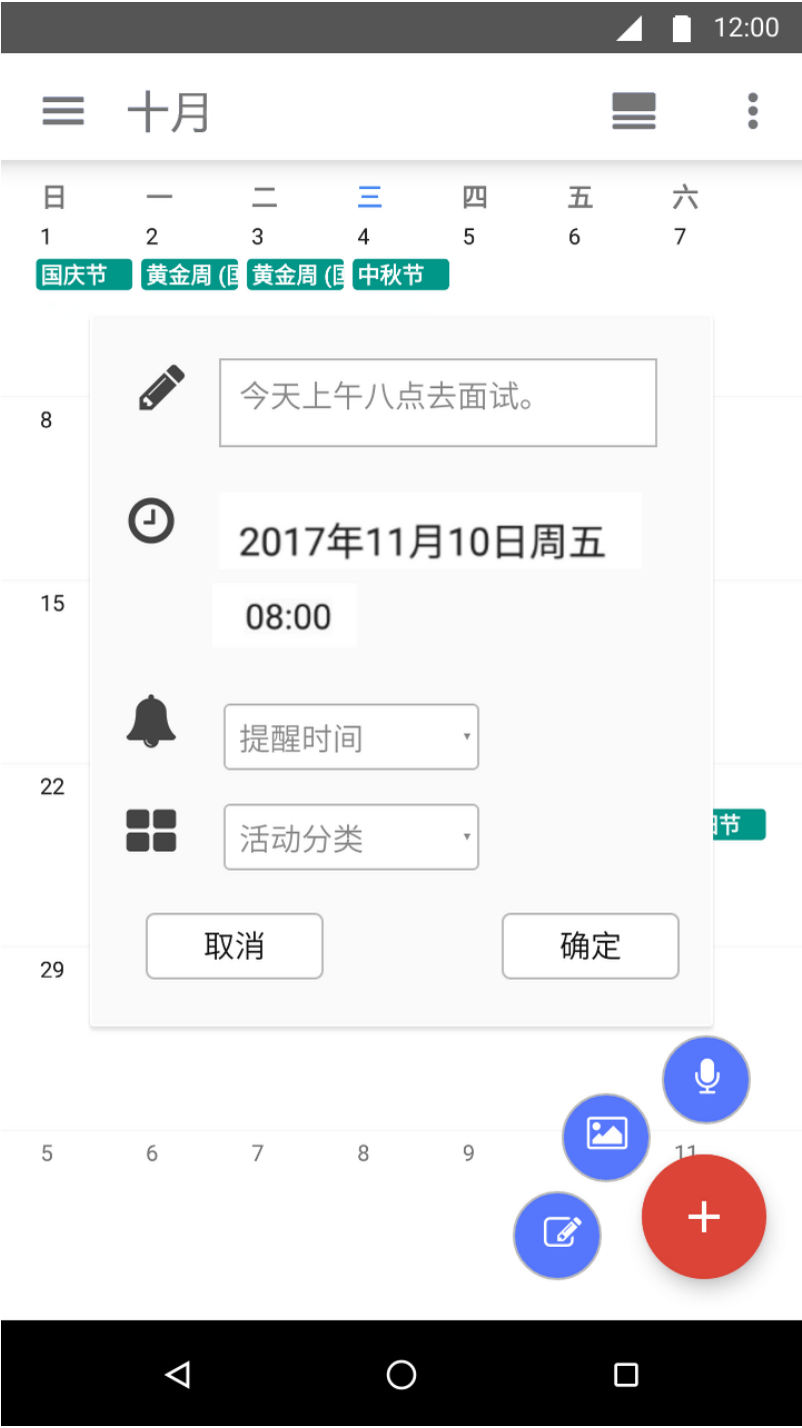 12:00
十月
日 一 二 三 四 五 六
1 2 3 4 5 6 7
国庆节 黄金周 (国 黄金周 (国 中秋节
今天上午八点去面试。
8
2017年11月10日周五
15
08:00
提醒时间
22
节
活动分类
取消 确定
29
5 6 7 8 9 11